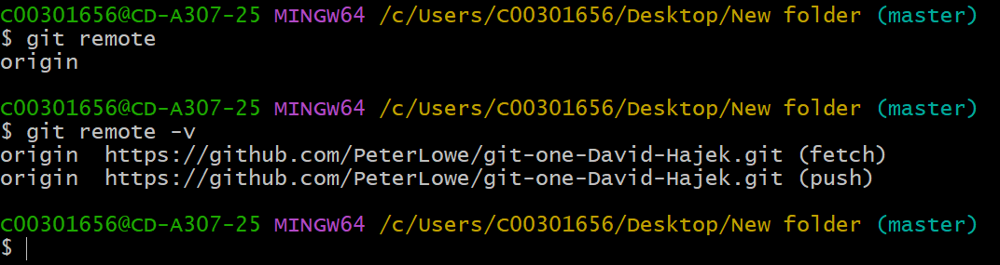 C00301656@CD-A307-25 MINGW64 /c/Users/C00301656/Desktop/New folder (master)
$ git remote
origin
C00301656@CD-A307-25 MINGW64 /c/Users/C00301656/Desktop/New folder (master)
$ git remote -v
origin  https://github.com/PeterLowe/git-one-David-Hajek.git (fetch)
origin  https://github.com/PeterLowe/git-one-David-Hajek.git (push)
C00301656@CD-A307-25 MINGW64 /c/Users/C00301656/Desktop/New folder (master)
$